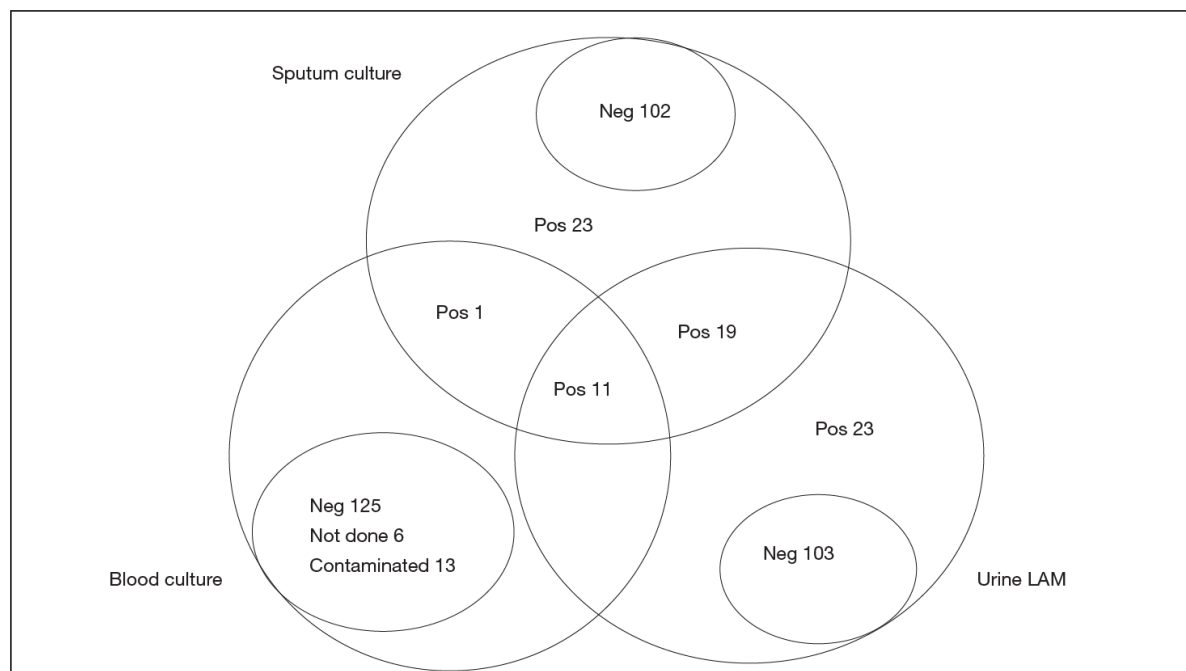 Sputum culture
Neg 102
Pos 23
Pos 1
Pos 19
Pos 11
Pos 23
Neg 125
Not done 6
Contaminated 13
Neg 103
Blood culture
Urine LAM